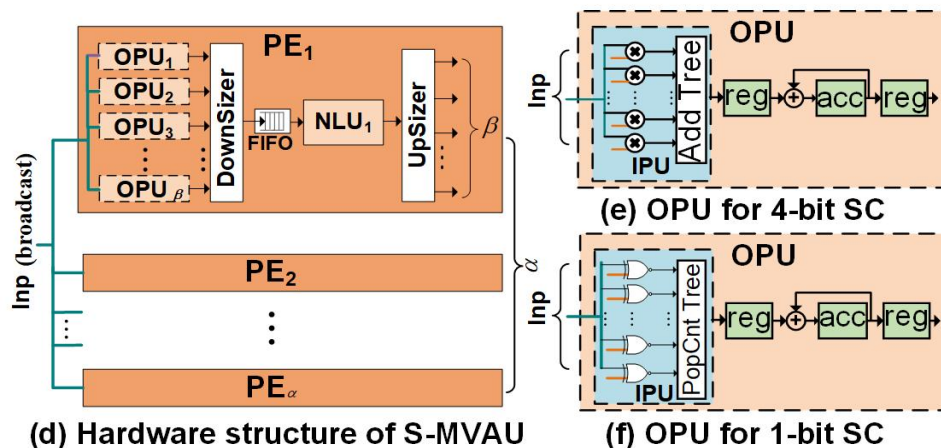 PE1
OPU1
OPU2
OPU3
OPU β
DownSizer
FIFO
NLU1
UpSizer
β
Inp (broadcast)
PE2
PEα
α
(d) Hardware structure of S-MVAU
OPU
Inp
Add Tree
IPU
reg
acc
reg
(e) OPU for 4-bit SC
OPU
Inp
PopCnt Tree
IPU
reg
acc
reg
(f) OPU for 1-bit SC